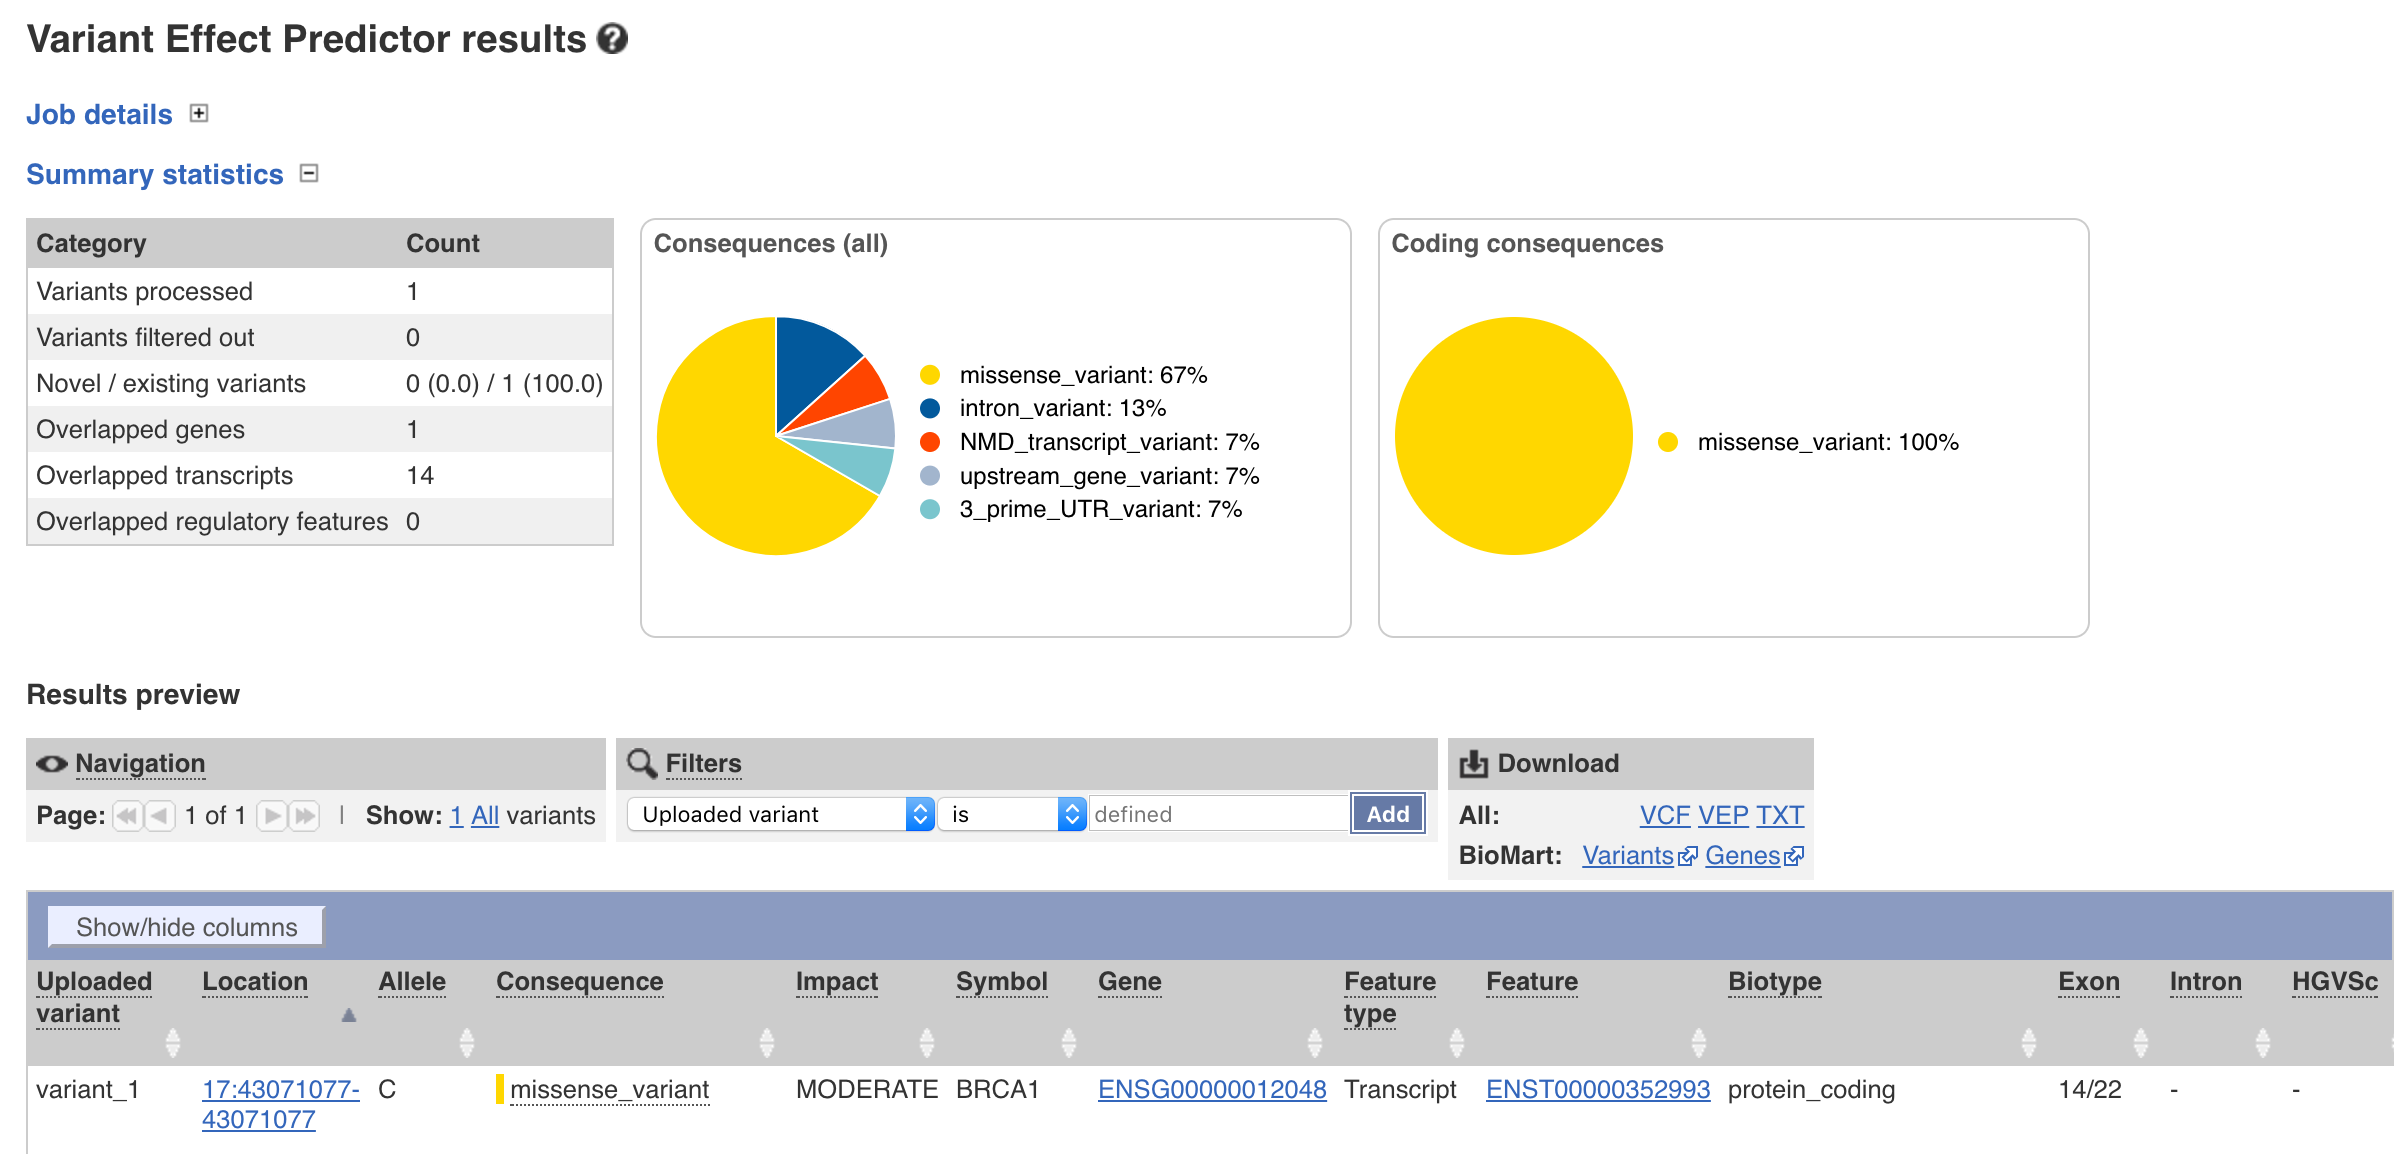 Variant Effect Predictor results
Job details
Summary statistics
Category Count
Variants processed 1
Variants filtered out 0
Novel / existing variants 0 (0.0) / 1 (100.0)
Overlapped genes 1
Overlapped transcripts 14
Overlapped regulatory features 0
Consequences (all)
missense_variant: 67%
intron_variant: 13%
NMD_transcript_variant: 7%
upstream_gene_variant: 7%
3_prime_UTR_variant: 7%
Coding consequences
missense_variant: 100%
Results preview
Navigation
Page: 1 of 1 | Show: 1 All variants
Filters
Uploaded variant is defined Add
Download
All: VCF VEP TXT
BioMart: Variants Genes
Show/hide columns
Uploaded variant Location Allele Consequence Impact Symbol Gene Feature type Feature Biotype Exon Intron HGVSc
variant_1 17:43071077-43071077 C missense_variant MODERATE BRCA1 ENSG00000012048 Transcript ENST00000352993 protein_coding 14/22 - -